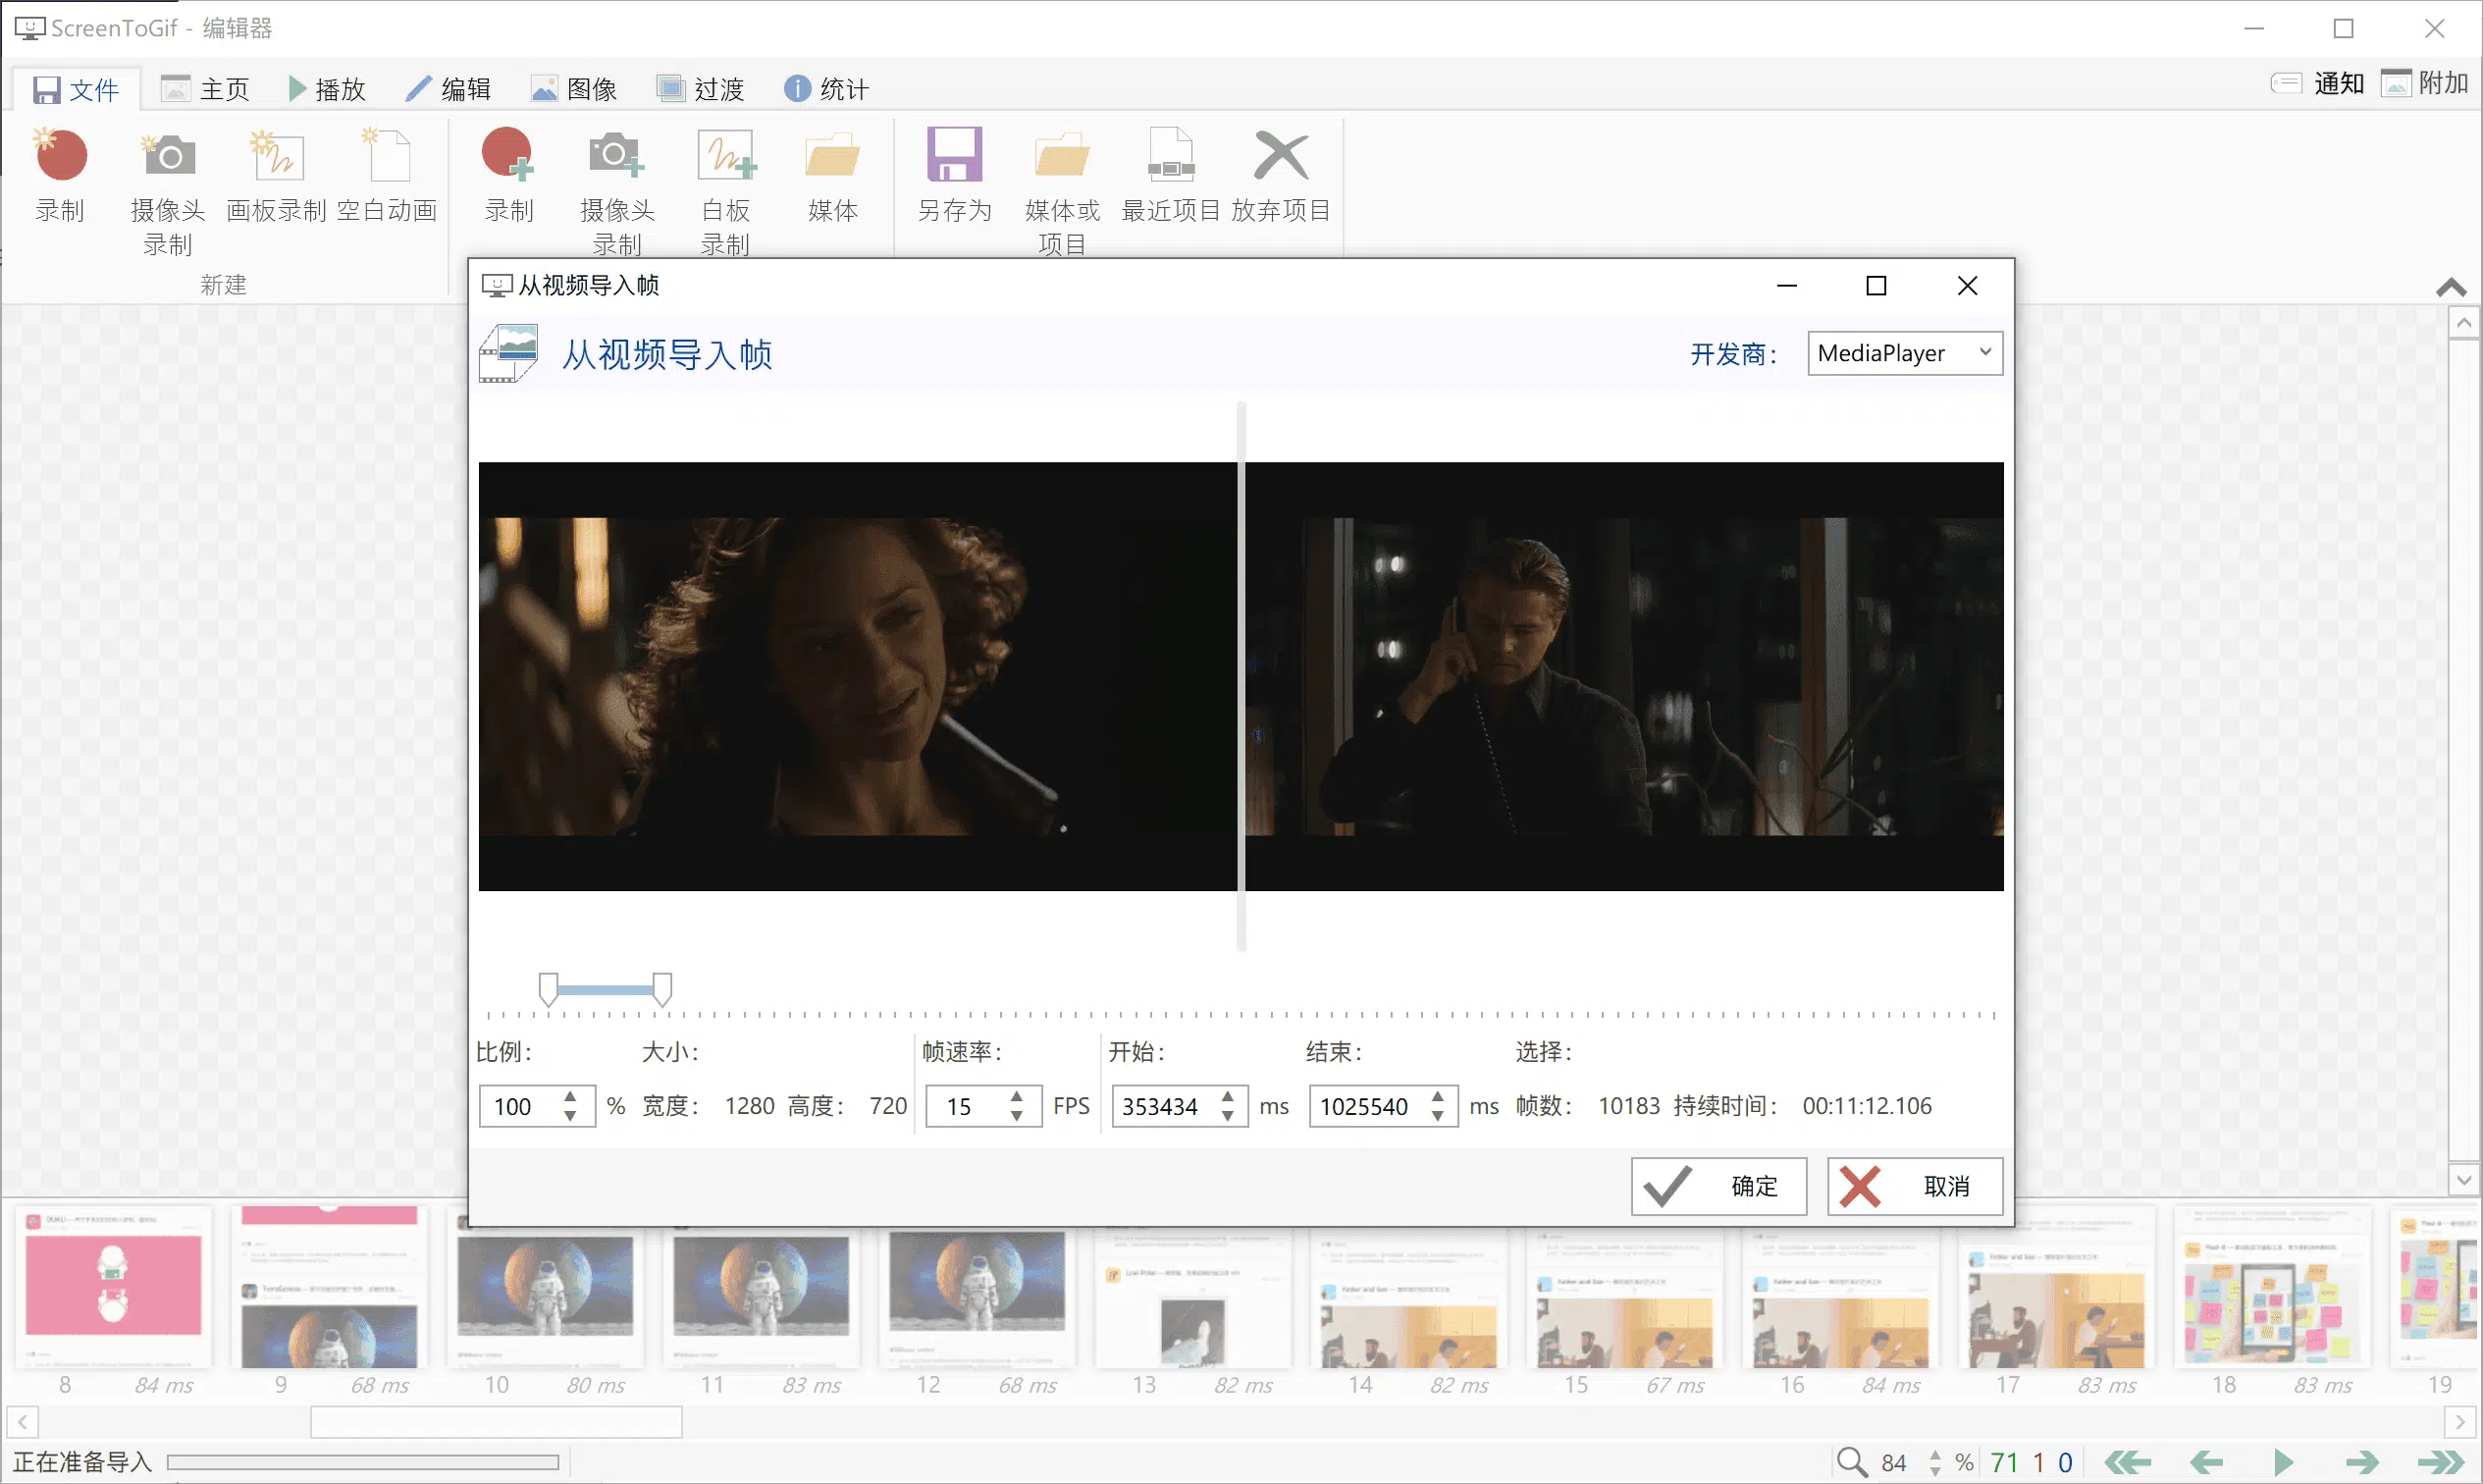 ScreenToGif - 编辑器
文件 主页 播放 编辑 图像 过渡 统计 通知 附加
录制 摄像头录制 画板录制 空白动画 录制 摄像头录制 白板录制 媒体 另存为 媒体或项目 最近项目 放弃项目
新建
从视频导入帧
从视频导入帧 开发商： MediaPlayer
比例： 大小： 帧速率： 开始： 结束： 选择：
100 % 宽度： 1280 高度： 720 15 FPS 353434 ms 1025540 ms 帧数： 10183 持续时间： 00:11:12.106
确定 取消
8 84 ms 9 68 ms 10 80 ms 11 83 ms 12 68 ms 13 82 ms 14 82 ms 15 67 ms 16 84 ms 17 83 ms 18 83 ms 19
正在准备导入 84 % 71 1 0